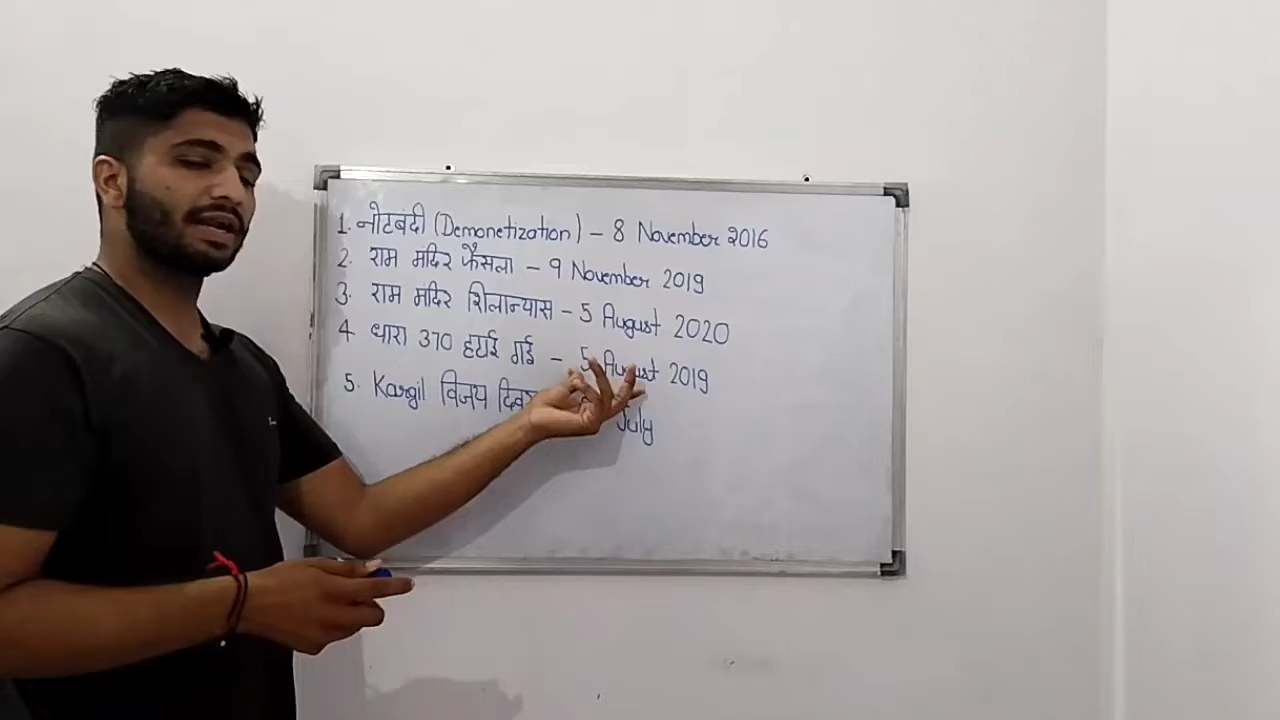 1. नोटबंदी (Demonetization) - 8 November 2016
2. राम मंदिर फैसला - 9 November 2019
3. राम मंदिर शिलान्यास - 5 August 2020
4 धारा 370 हटाई गई - 5 August 2019
5. Kargil विजय July